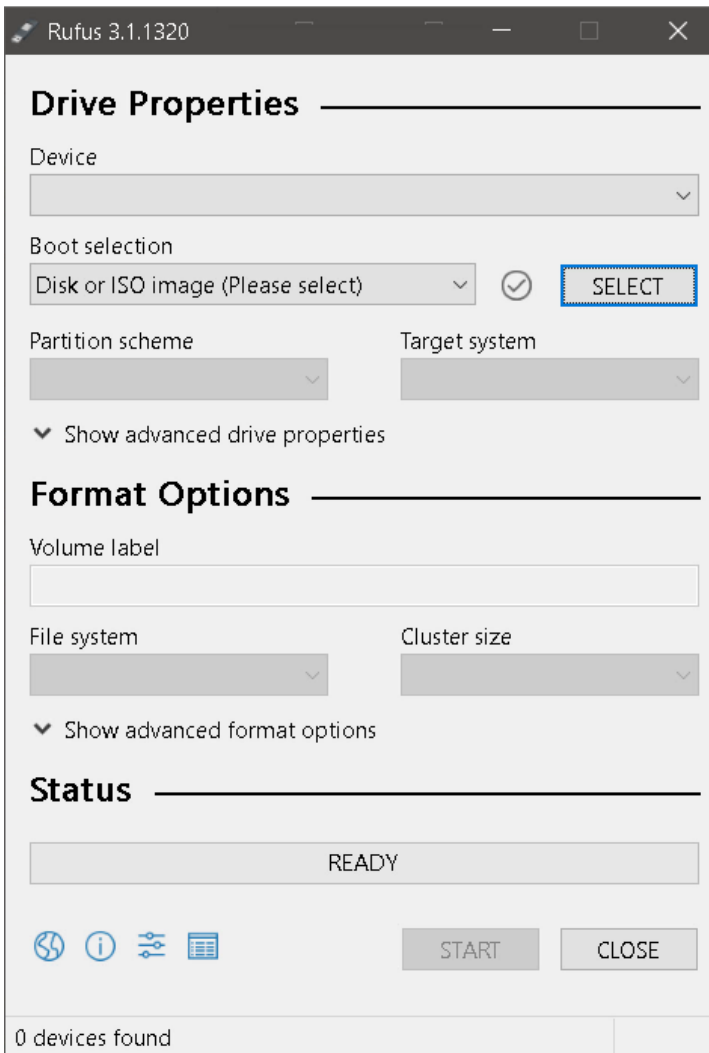 Rufus 3.1.1320
Drive Properties
Device
Boot selection
Disk or ISO image (Please select)
SELECT
Partition scheme
Target system
Show advanced drive properties
Format Options
Volume label
File system
Cluster size
Show advanced format options
Status
READY
START
CLOSE
0 devices found